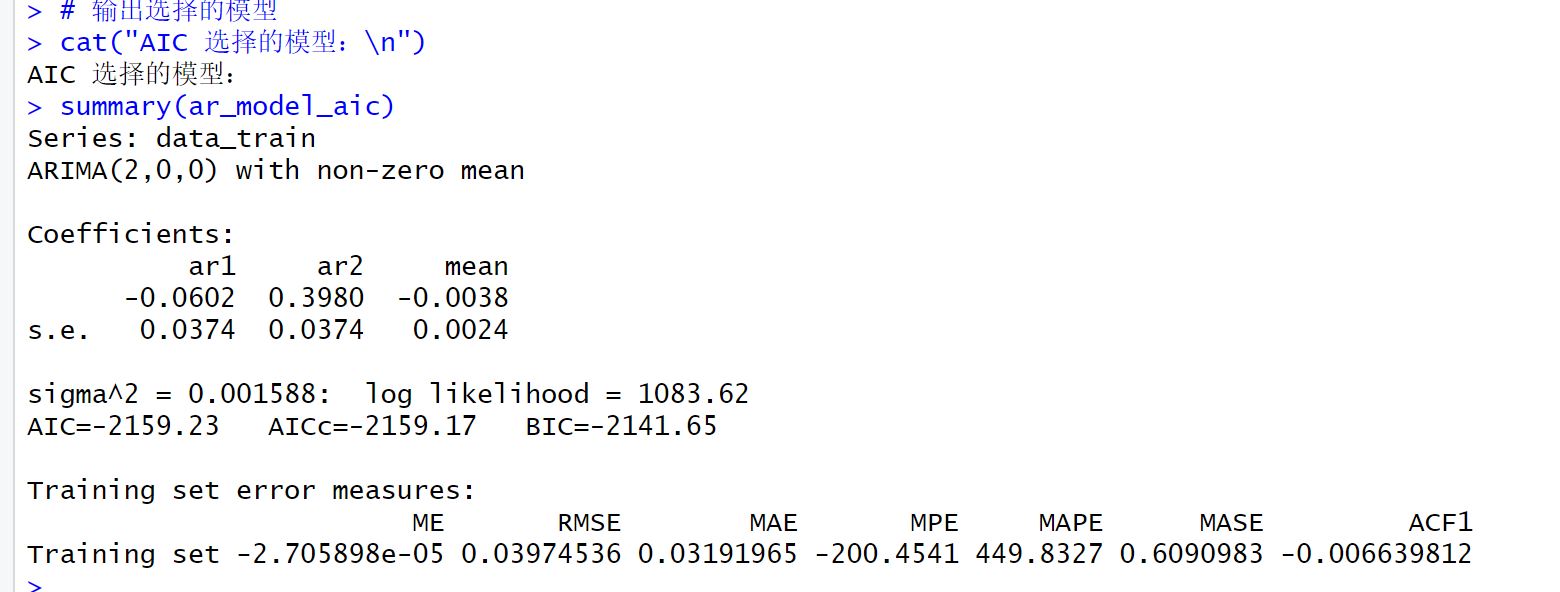 > # 输出选择的模型
> cat("AIC 选择的模型：\n")
AIC 选择的模型：
> summary(ar_model_aic)
Series: data_train
ARIMA(2,0,0) with non-zero mean
Coefficients:
ar1 ar2 mean
-0.0602 0.3980 -0.0038
s.e. 0.0374 0.0374 0.0024
sigma^2 = 0.001588: log likelihood = 1083.62
AIC=-2159.23 AICc=-2159.17 BIC=-2141.65
Training set error measures:
ME RMSE MAE MPE MAPE MASE ACF1
Training set -2.705898e-05 0.03974536 0.03191965 -200.4541 449.8327 0.6090983 -0.006639812
>